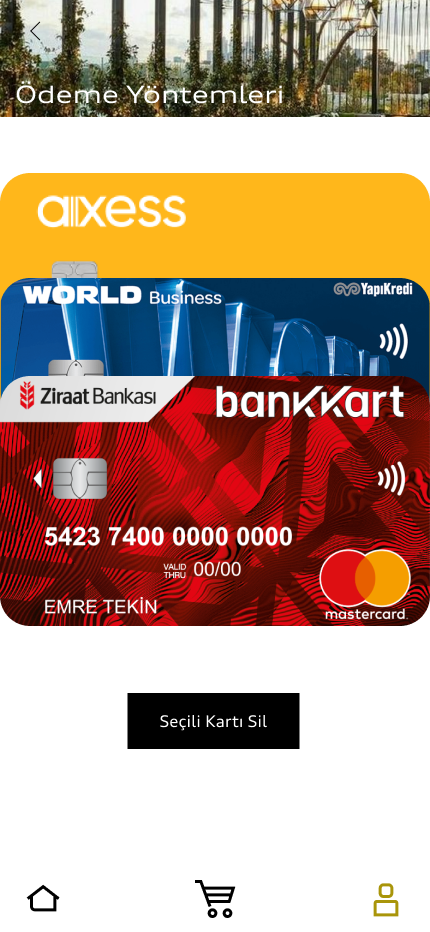 Ödeme Yöntemleri
axess
WORLD Business
YapıKredi
Ziraat Bankası
bankkart
5423 7400 0000 0000
VALID
THRU 00/00
EMRE TEKİN
mastercard.
Seçili Kartı Sil